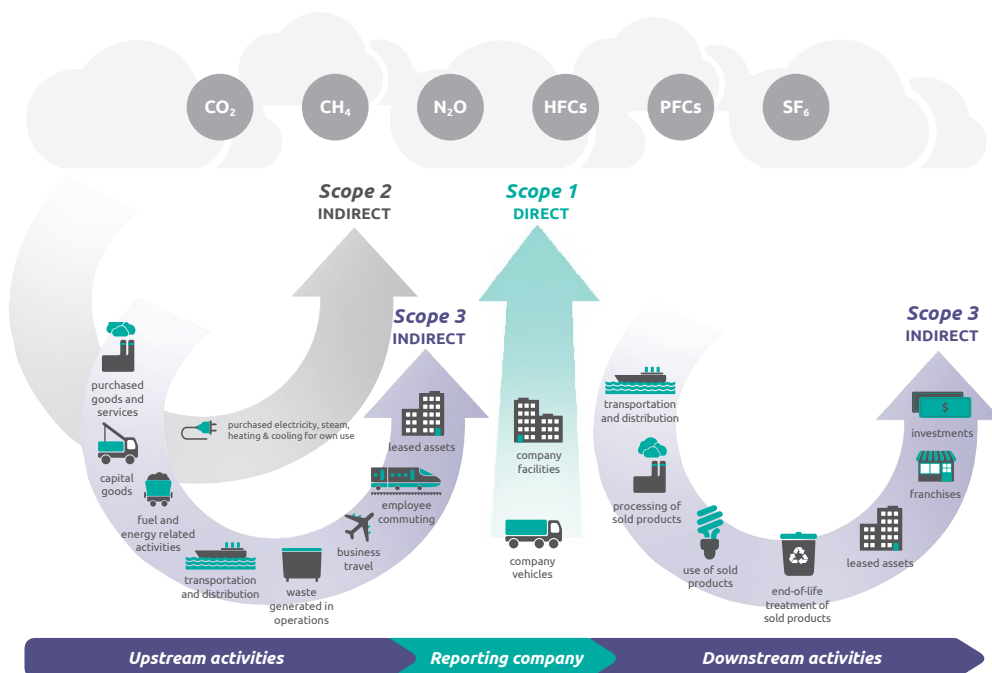 CO₂
CH₄
N₂O
HFCs
PFCs
SF₆
Scope 2
INDIRECT
Scope 1
DIRECT
Scope 3
INDIRECT
Scope 3
INDIRECT
purchased
goods and
services
capital
goods
fuel and
energy related
activities
purchased electricity, steam,
heating & cooling for own use
transportation
and distribution
waste
generated in
operations
business
travel
employee
commuting
leased assets
company
facilities
company
vehicles
transportation
and distribution
processing of
sold products
use of sold
products
end-of-life
treatment of
sold products
leased assets
franchises
$
investments
Upstream activities
Reporting company
Downstream activities